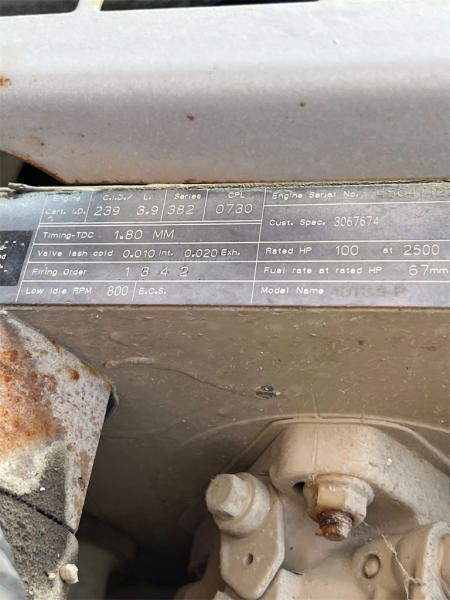 Engine C.I.D./ L. Series CPL Engine Serial No.
Cert. I.D. 239 3.9 382 0730
Cust. Spec. 3067674
Timing-TDC 1.80 MM
Valve lash cold 0.010 Int. 0.020 Exh. Rated HP 100 at 2500
Firing Order 1 3 4 2 Fuel rate at rated HP 67mm
Low Idle RPM 800 E.C.S. Model Name